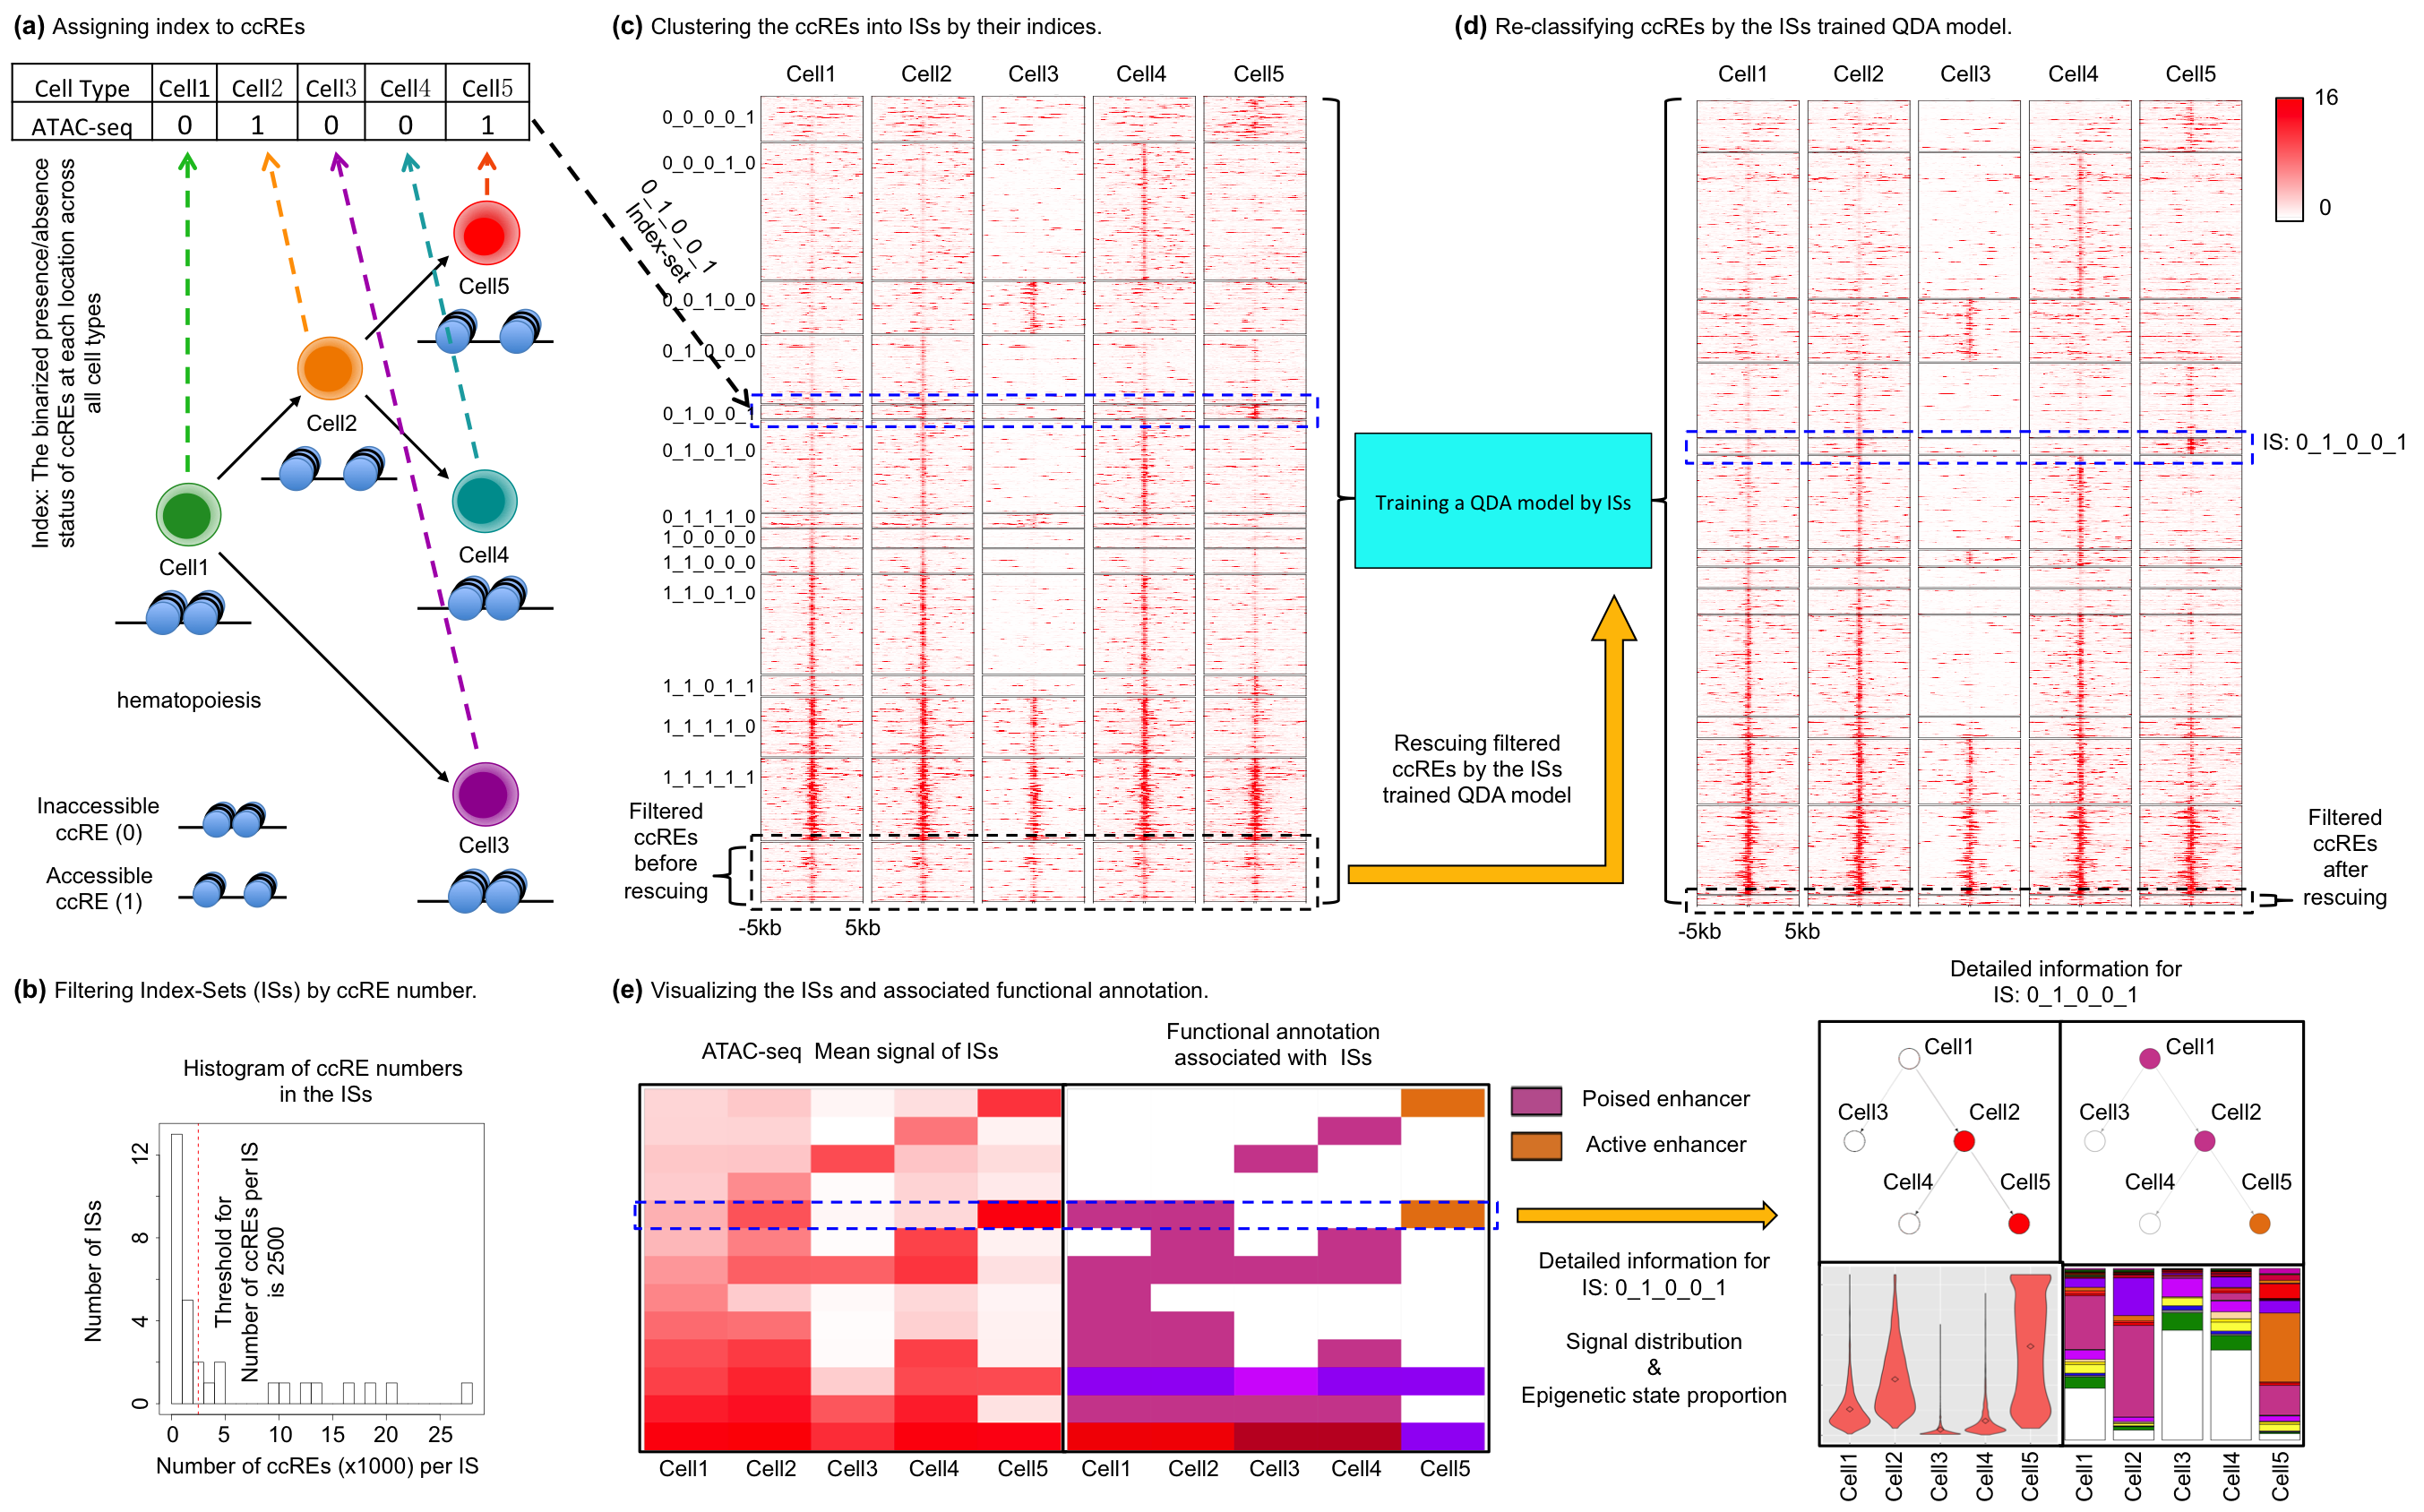 (a) Assigning index to ccREs
Cell Type Cell1 Cell2 Cell3 Cell4 Cell5
ATAC-seq 0 1 0 0 1
Index: The binarized presence/absence
status of ccREs at each location across
all cell types
Cell5
Cell2
Cell1
Cell4
hematopoiesis
Cell3
Inaccessible
ccRE (0)
Accessible
ccRE (1)
(b) Filtering Index-Sets (ISs) by ccRE number.
Histogram of ccRE numbers
in the ISs
Number of ISs
0 4 8 12
Threshold for
Number of ccREs per IS
is 2500
0 5 10 15 20 25
Number of ccREs (x1000) per IS
(c) Clustering the ccREs into ISs by their indices.
Cell1 Cell2 Cell3 Cell4 Cell5
0_1_0_0_1
Index-set
0_0_0_0_1
0_0_0_1_0
0_0_1_0_0
0_1_0_0_0
0_1_0_0_
0_1_0_1_0
0_1_1_1_0
1_0_0_0_0
1_1_0_0_0
1_1_0_1_0
1_1_0_1_1
1_1_1_1_0
1_1_1_1_1
Filtered
ccREs
before
rescuing
-5kb 5kb
Training a QDA model by ISs
Rescuing filtered
ccREs by the ISs
trained QDA model
(d) Re-classifying ccREs by the ISs trained QDA model.
Cell1 Cell2 Cell3 Cell4 Cell5
16
0
IS: 0_1_0_0_1
Filtered
ccREs
after
rescuing
-5kb 5kb
(e) Visualizing the ISs and associated functional annotation.
ATAC-seq Mean signal of ISs
Functional annotation
associated with ISs
Cell1 Cell2 Cell3 Cell4 Cell5 Cell1 Cell2 Cell3 Cell4 Cell5
Poised enhancer
Active enhancer
Detailed information for
IS: 0_1_0_0_1
Signal distribution
&
Epigenetic state proportion
Detailed information for
IS: 0_1_0_0_1
Cell1
Cell3 Cell2
Cell4 Cell5
Cell1
Cell3 Cell2
Cell4 Cell5
Cell1 Cell2 Cell3 Cell4 Cell5 Cell1 Cell2 Cell3 Cell4 Cell5